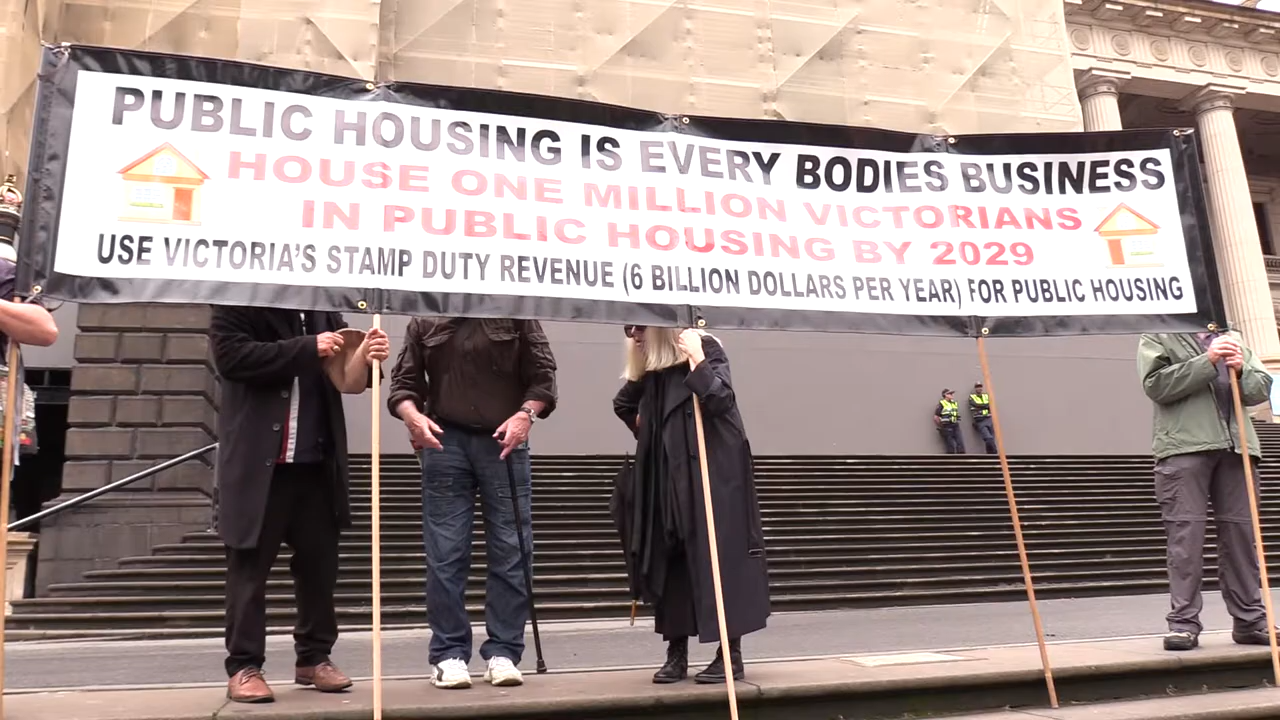 PUBLIC HOUSING IS EVERY BODIES BUSINESS
HOUSE ONE MILLION VICTORIANS
IN PUBLIC HOUSING BY 2029
USE VICTORIA'S STAMP DUTY REVENUE (6 BILLION DOLLARS PER YEAR) FOR PUBLIC HOUSING